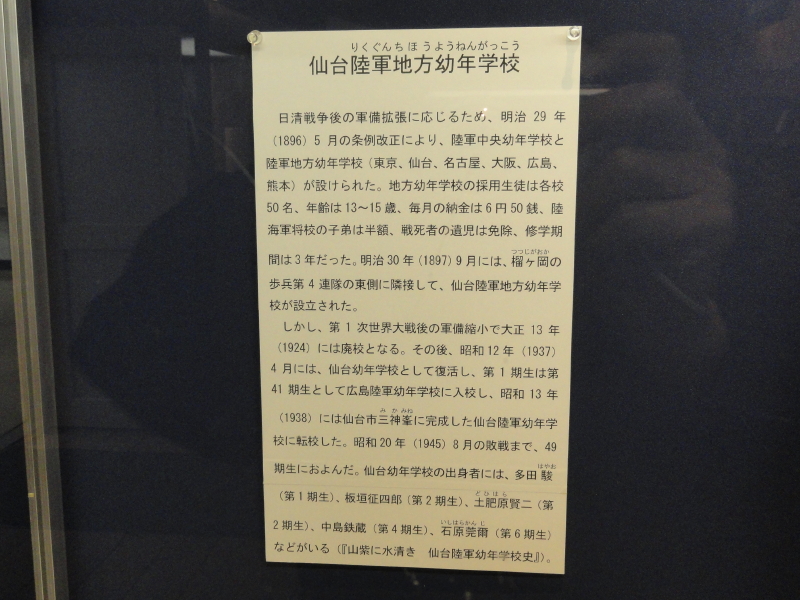 りくぐんちほうようねんがっこう
仙台陸軍地方幼年学校
日清戦争後の軍備拡張に応じるため、明治 29 年
(1896) 5 月の条例改正により、陸軍中央幼年学校と
陸軍地方幼年学校（東京、仙台、名古屋、大阪、広島、
熊本）が設けられた。地方幼年学校の採用生徒は各校
50 名、年齢は 13～15 歳、毎月の納金は 6 円 50 銭、陸
海軍将校の子弟は半額、戦死者の遺児は免除、修学期
つつじがおか
間は 3 年だった。明治 30 年 (1897) 9 月には、榴ヶ岡の
歩兵第 4 連隊の東側に隣接して、仙台陸軍地方幼年学
校が設立された。
しかし、第 1 次世界大戦後の軍備縮小で大正 13 年
(1924) には廃校となる。その後、昭和 12 年 (1937)
4 月には、仙台幼年学校として復活し、第 1 期生は第
41 期生として広島陸軍幼年学校に入校し、昭和 13 年
みかみね
(1938) には仙台市三神峯に完成した仙台陸軍幼年学
校に転校した。昭和 20 年 (1945) 8 月の敗戦まで、49
はやお
期生におよんだ。仙台幼年学校の出身者には、多田 駿
どひはら
（第 1 期生）、板垣征四郎（第 2 期生）、土肥原賢二（第
いしはらかんじ
2 期生）、中島鉄蔵（第 4 期生）、石原莞爾（第 6 期生）
などがいる（『山紫に水清き　仙台陸軍幼年学校史』）。